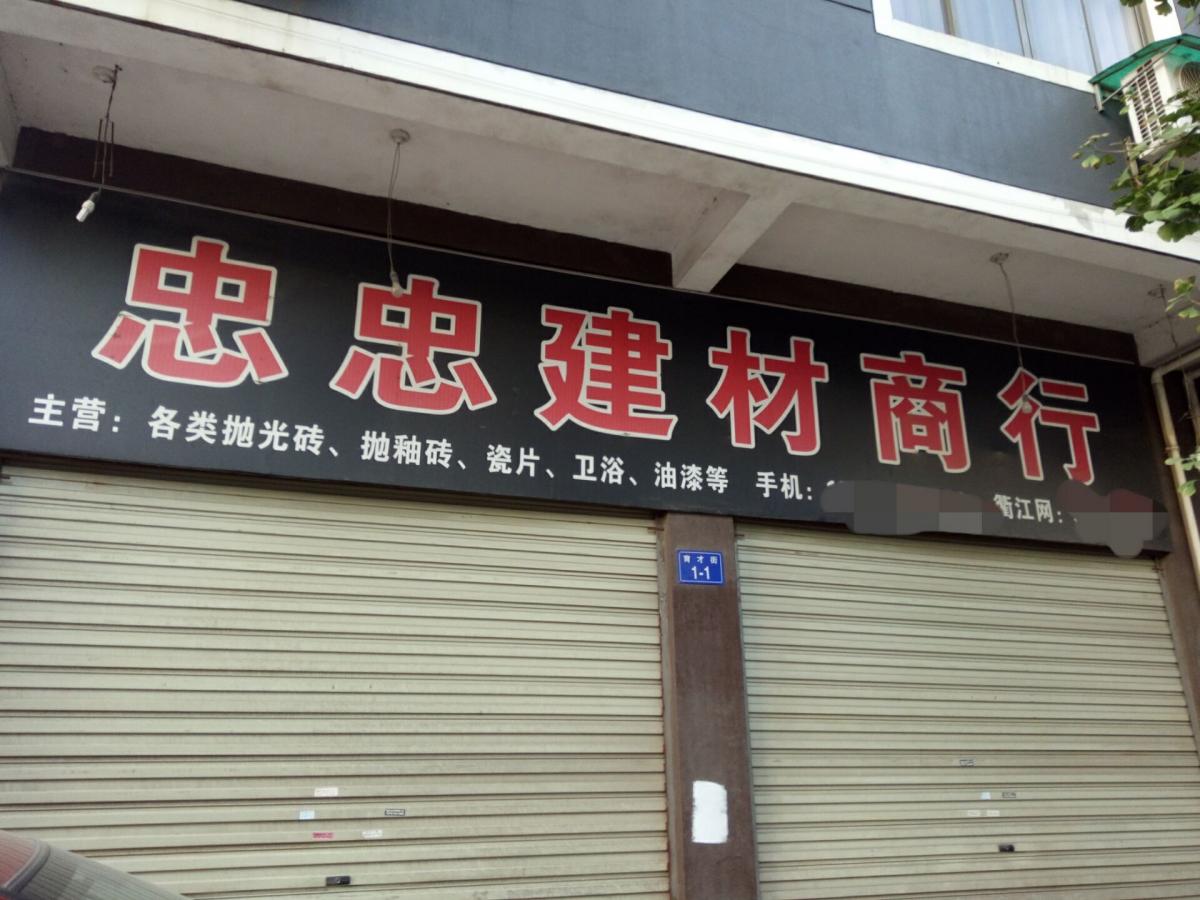 忠忠建材商行
主营：各类抛光砖、抛釉砖、瓷片、卫浴、油漆等 手机： 衢江网：
育才街
1-1